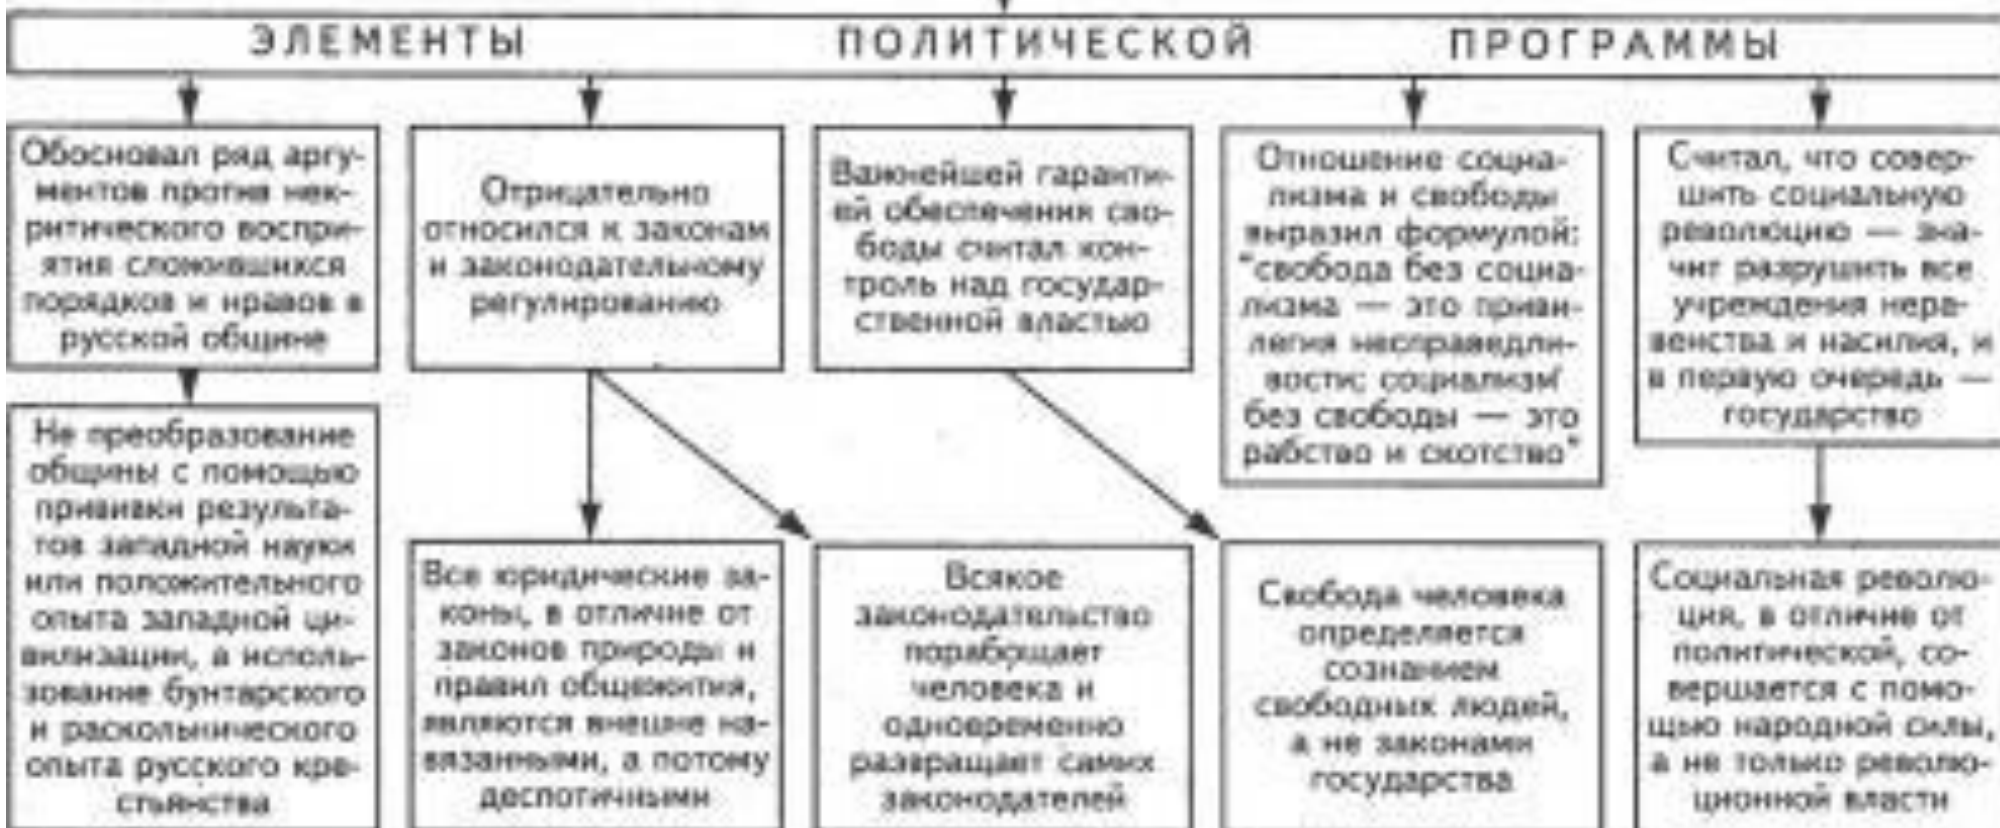 ЭЛЕМЕНТЫ ПОЛИТИЧЕСКОЙ ПРОГРАММЫ
Обосновал ряд аргу-
ментов против нек-
ритического воспри-
ятия сложившихся
порядков и нравов в
русской общине
Отрицательно
относился к законам
и законодательному
регулированию
Важнейшей гаранти-
ей обеспечения сво-
боды считал кон-
троль над государ-
ственной властью
Отношение социа-
лизма и свободы
выразил формулой:
"свобода без социа-
лизма — это приви-
легия несправедли-
вости; социализм
без свободы — это
рабство и скотство"
Считал, что совер-
шить социальную
революцию — зна-
чит разрушить все
учреждения нера-
венства и насилия, и
в первую очередь —
государство
Не преобразование
общины с помощью
прививки результа-
тов западной науки
или положительного
опыта западной ци-
вилизации, а исполь-
зование бунтарского
и раскольнического
опыта русского кре-
стьянства
Все юридические за-
коны, в отличие от
законов природы и
правил общежития,
являются внешне на-
вязанными, а потому
деспотичными
Всякое
законодательство
порабощает
человека и
одновременно
развращает самих
законодателей
Свобода человека
определяется
сознанием
свободных людей,
а не законами
государства
Социальная револю-
ция, в отличие от
политической, со-
вершается с помо-
щью народной силы,
а не только револю-
ционной власти